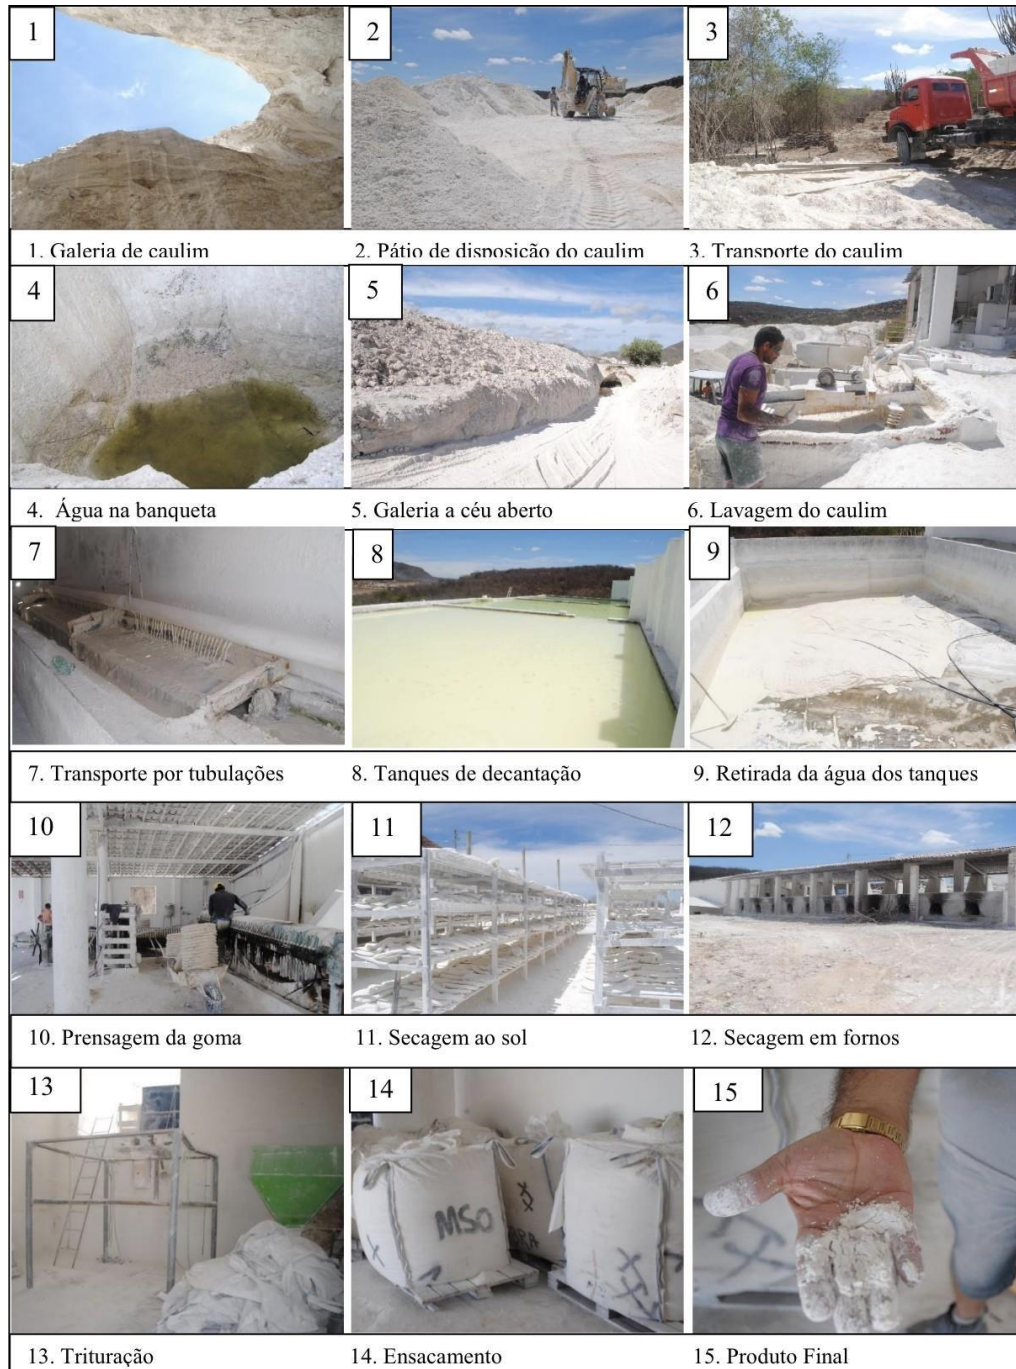 1
2
3
1. Galeria de caulim
2. Pátio de disposição do caulim
3. Transporte do caulim
4
5
6
4. Água na banqueta
5. Galeria a céu aberto
6. Lavagem do caulim
7
8
9
7. Transporte por tubulações
8. Tanques de decantação
9. Retirada da água dos tanques
10
11
12
10. Prensagem da goma
11. Secagem ao sol
12. Secagem em fornos
13
14
15
MSO
13. Trituração
14. Ensacamento
15. Produto Final